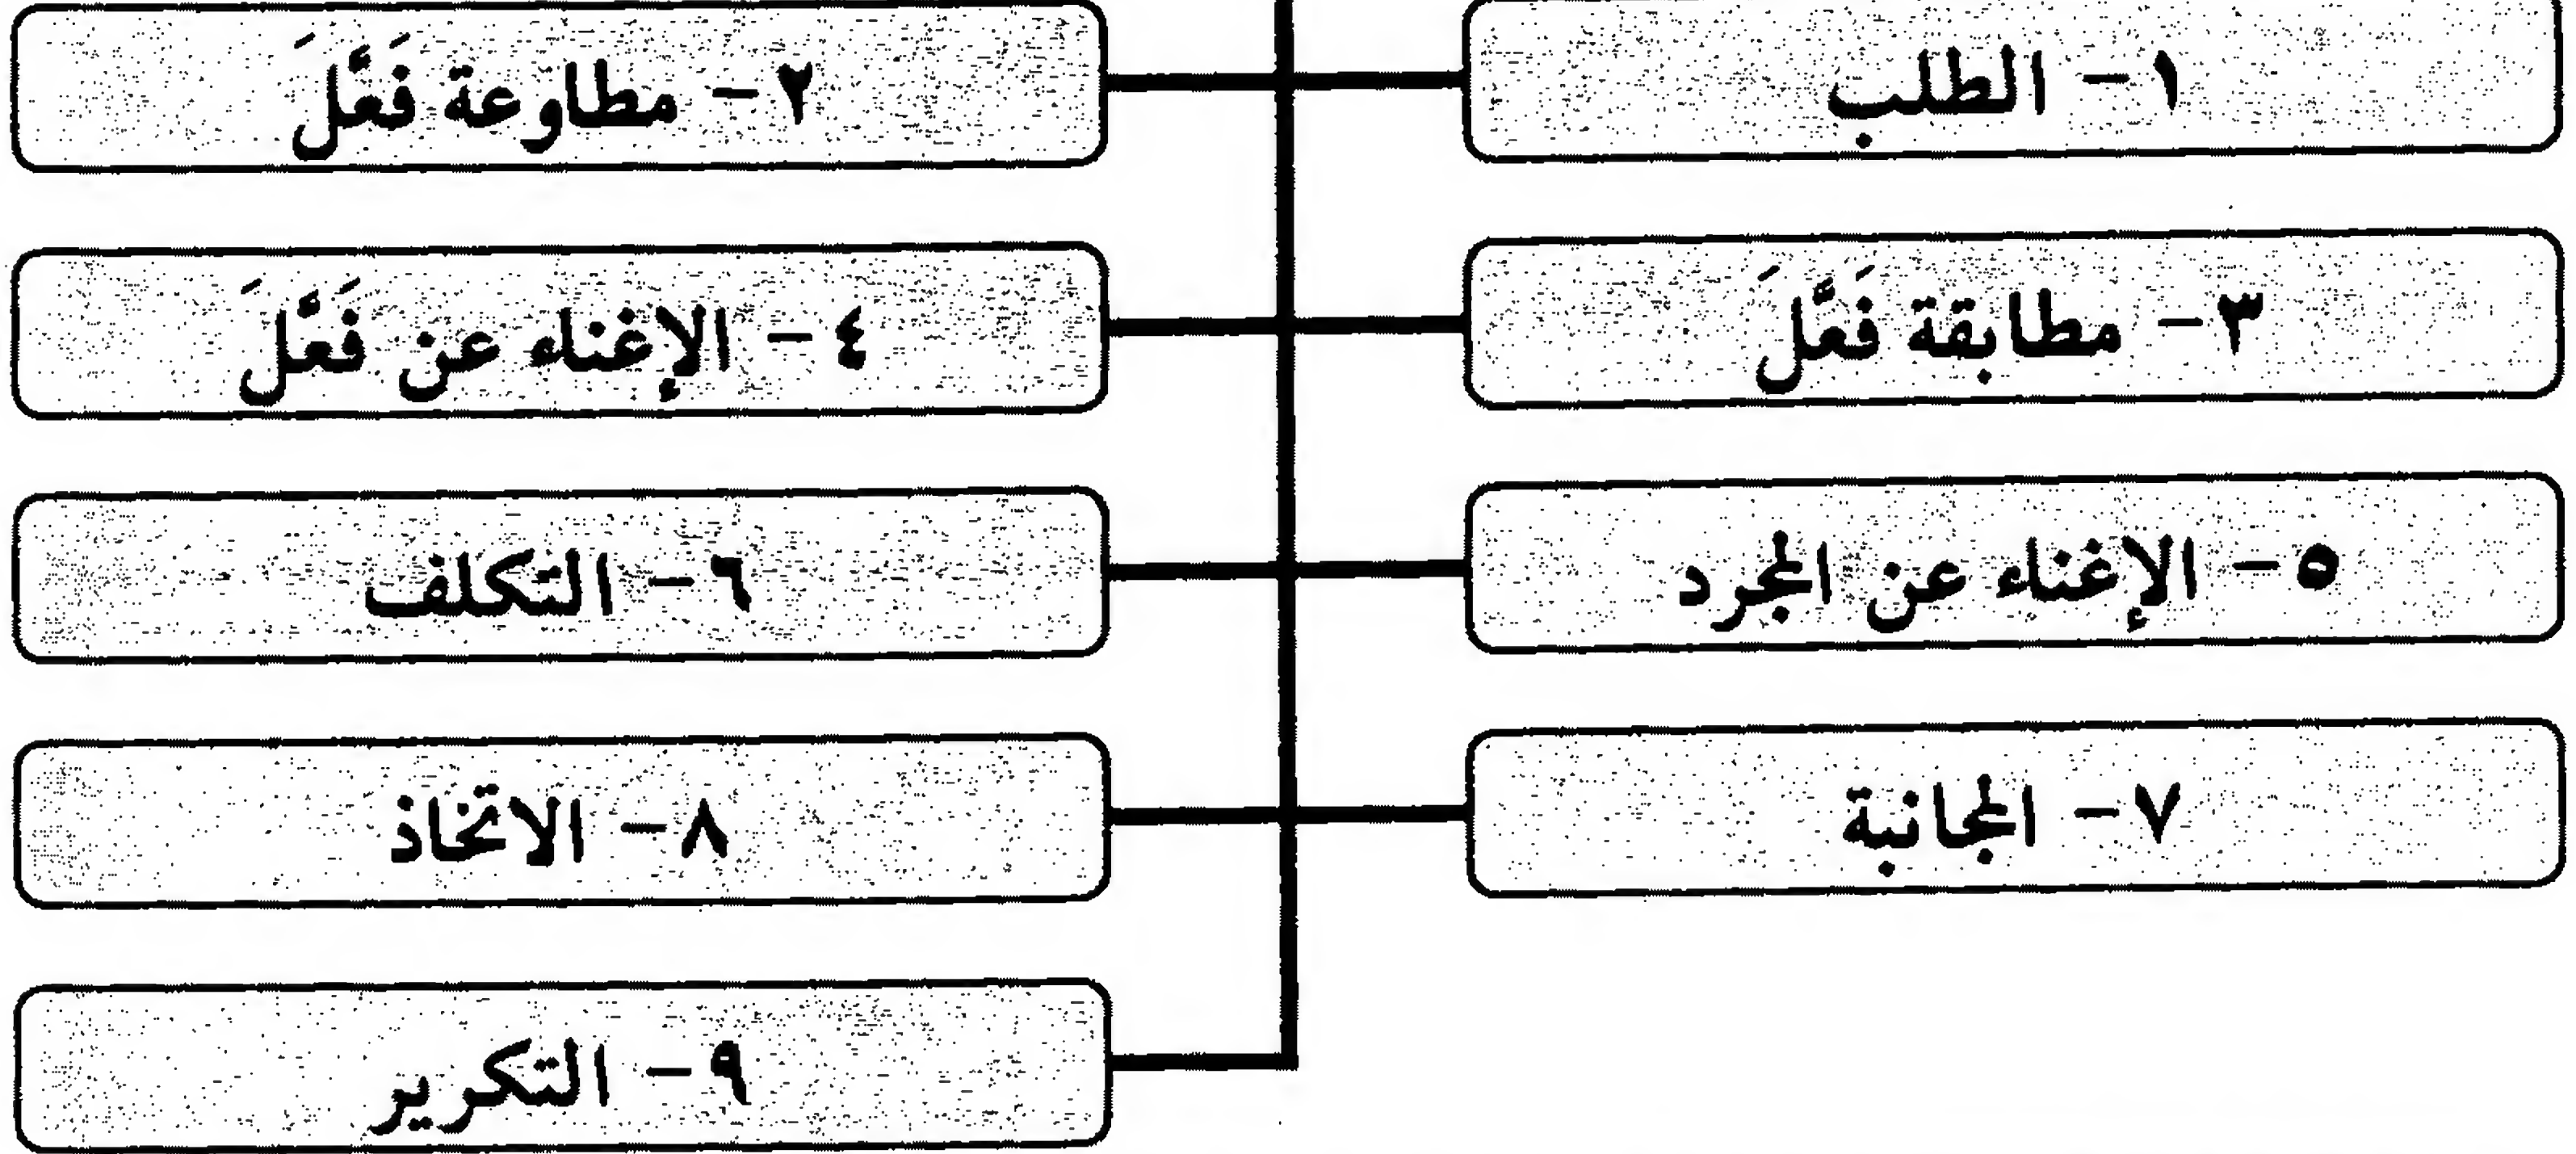 ١ - الطلب
٢ - مطاوعة فَعَّلَ
٣ - مطابقة فَعَّلَ
٤ - الإغناء عن فَعَّلَ
٥ - الإغناء عن المجرد
٦ - التكلف
٧ - المجانبة
٨ - الاتخاذ
٩ - التكرير